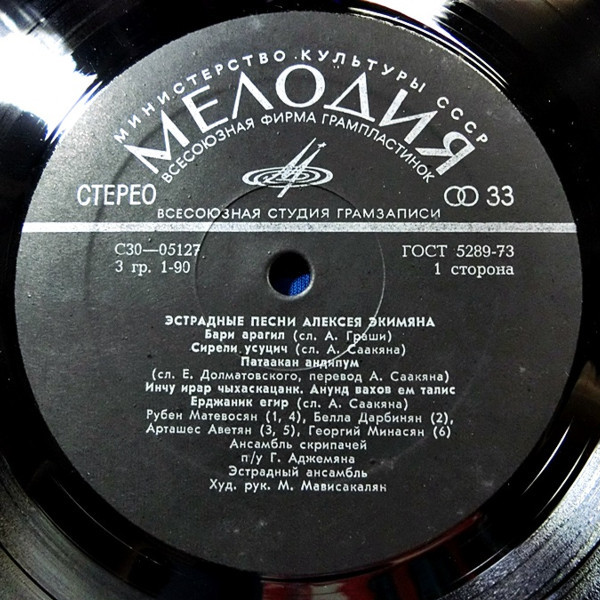 МИНИСТЕРСТВО КУЛЬТУРЫ СССР
МЕЛОДИЯ
ВСЕСОЮЗНАЯ ФИРМА ГРАМПЛАСТИНОК
СТЕРЕО
33
ВСЕСОЮЗНАЯ СТУДИЯ ГРАМЗАПИСИ
С30—05127
ГОСТ 5289-73
3 гр. 1-90
1 сторона
ЭСТРАДНЫЕ ПЕСНИ АЛЕКСЕЯ ЭКИМЯНА
Бари арагил (сл. А. Граши)
Сирели усуцич (сл. А. Саакяна)
Патаакан андипум
(сл. Е. Долматовского, перевод А. Саакяна)
Инчу ирар чыхаскацанк. Анунд вахов ем талис
Ерджаник егир (сл. А. Саакяна)
Рубен Матевосян (1, 4), Белла Дарбинян (2),
Арташес Аветян (3, 5), Георгий Минасян (6)
Ансамбль скрипачей
п/у Г. Аджемяна
Эстрадный ансамбль
Худ. рук. М. Мависакалян